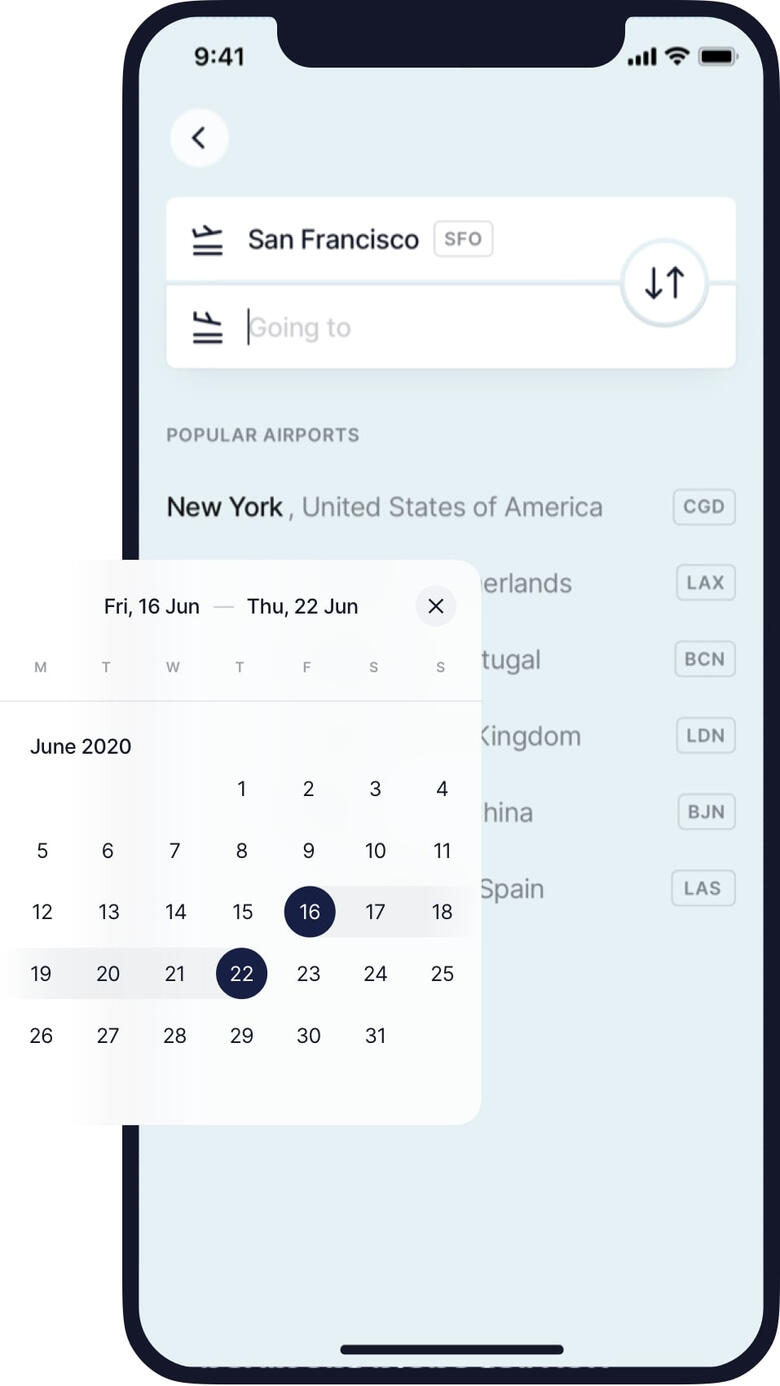 9:41
San Francisco SFO
Going to
POPULAR AIRPORTS
New York , United States of America CGD
erlands LAX
tugal BCN
Kingdom LDN
hina BJN
Spain LAS
Fri, 16 Jun — Thu, 22 Jun
M T W T F S S
June 2020
1 2 3 4
5 6 7 8 9 10 11
12 13 14 15 16 17 18
19 20 21 22 23 24 25
26 27 28 29 30 31